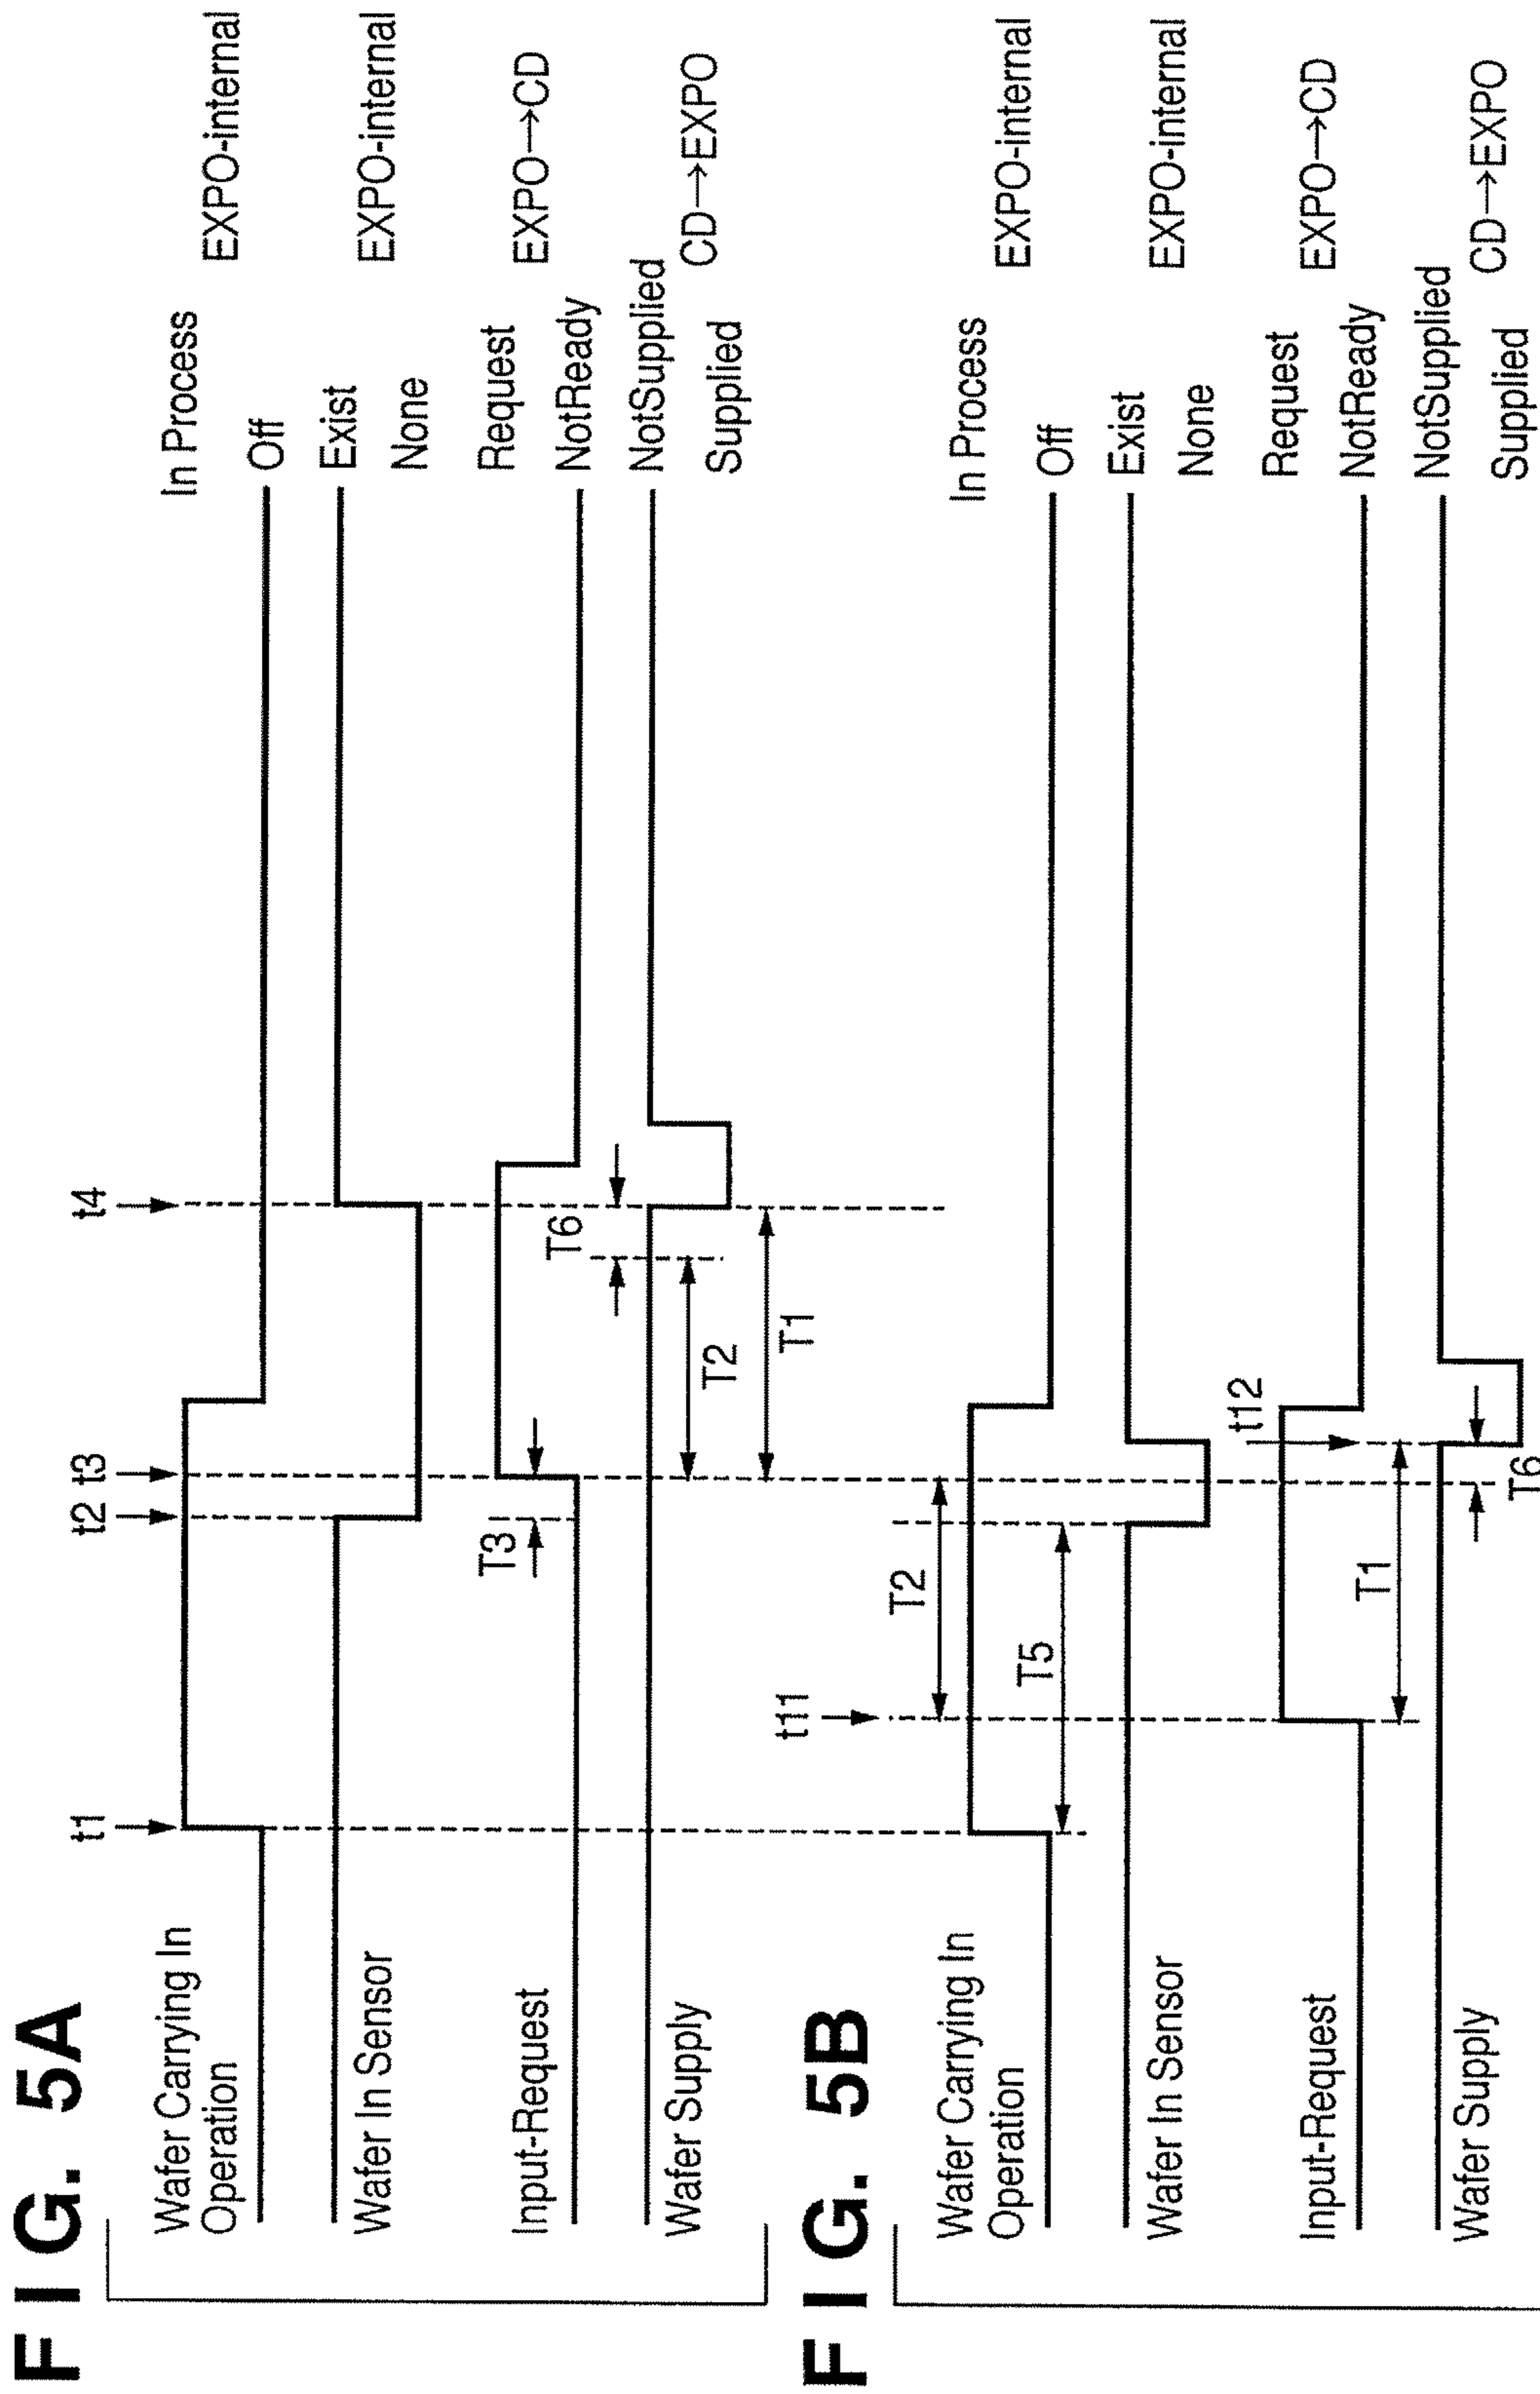 FIG. 5A
t1
t2
t3
t4
Wafer Carrying In
Operation
In Process
Off
EXPO-internal
Wafer In Sensor
Exist
None
EXPO-internal
Input-Request
T3
T6
Request
NotReady
EXPO→CD
Wafer Supply
T2
T1
NotSupplied
Supplied
CD→EXPO
FIG. 5B
t11
T2
Wafer Carrying In
Operation
T5
In Process
Off
EXPO-internal
Wafer In Sensor
Exist
None
EXPO-internal
t12
Input-Request
T1
Request
NotReady
EXPO→CD
Wafer Supply
T6
NotSupplied
Supplied
CD→EXPO